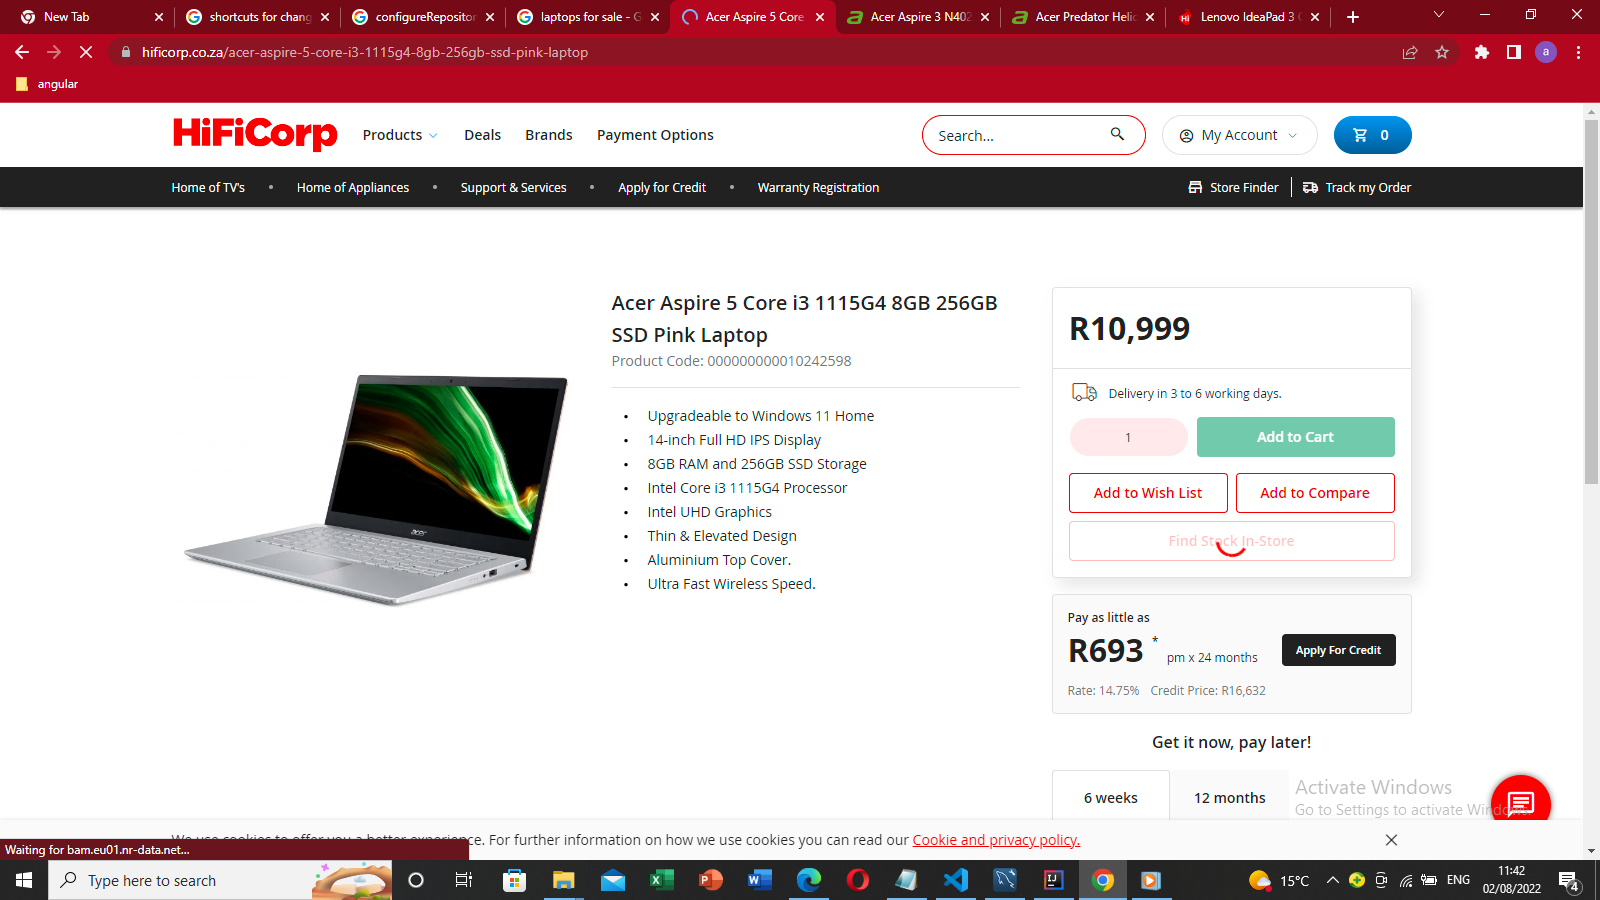 New Tab
shortcuts for chang
configureRepositor
laptops for sale - G
Acer Aspire 5 Core
Acer Aspire 3 N402
Acer Predator Helio
Lenovo IdeaPad 3
hificorp.co.za/acer-aspire-5-core-i3-1115g4-8gb-256gb-ssd-pink-laptop
a
angular
HiFiCorp
Products
Deals
Brands
Payment Options
Search...
My Account
0
Home of TV's • Home of Appliances • Support & Services • Apply for Credit • Warranty Registration
Store Finder
Track my Order
Acer Aspire 5 Core i3 1115G4 8GB 256GB
SSD Pink Laptop
Product Code: 000000000010242598
• Upgradeable to Windows 11 Home
• 14-inch Full HD IPS Display
• 8GB RAM and 256GB SSD Storage
• Intel Core i3 1115G4 Processor
• Intel UHD Graphics
• Thin & Elevated Design
• Aluminium Top Cover.
• Ultra Fast Wireless Speed.
acer
R10,999
Delivery in 3 to 6 working days.
1
Add to Cart
Add to Wish List
Add to Compare
Find Stock In-Store
Pay as little as
R693 * pm x 24 months
Apply For Credit
Rate: 14.75% Credit Price: R16,632
Get it now, pay later!
6 weeks
12 months
Activate Windows
Go to Settings to activate Windows.
We use cookies to offer you a better experience. For further information on how we use cookies you can read our Cookie and privacy policy.
Waiting for bam.eu01.nr-data.net...
Type here to search
15°C
ENG
11:42
02/08/2022
4